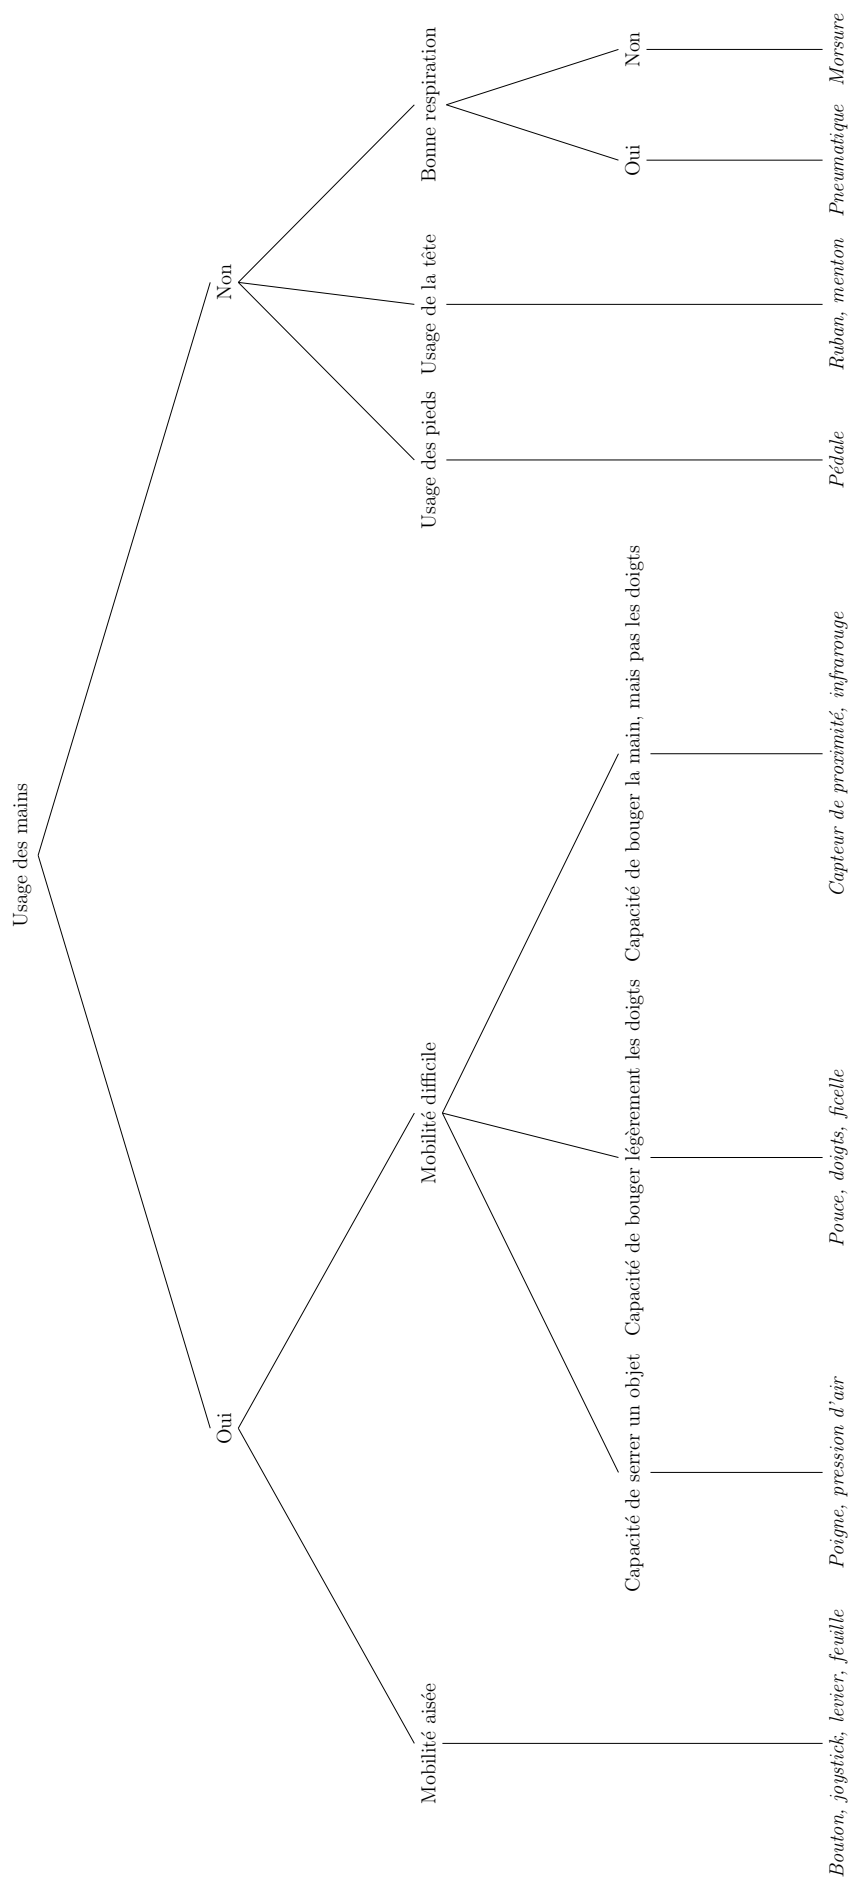 Usage des mains
Oui
Non
Mobilité aisée
Mobilité difficile
Usage des pieds
Usage de la tête
Bonne respiration
Capacité de serrer un objet
Capacité de bouger légèrement les doigts
Capacité de bouger la main, mais pas les doigts
Oui
Non
Bouton, joystick, levier, feuille
Poigne, pression d'air
Pouce, doigts, ficelle
Capteur de proximité, infrarouge
Pédale
Ruban, menton
Pneumatique
Morsure